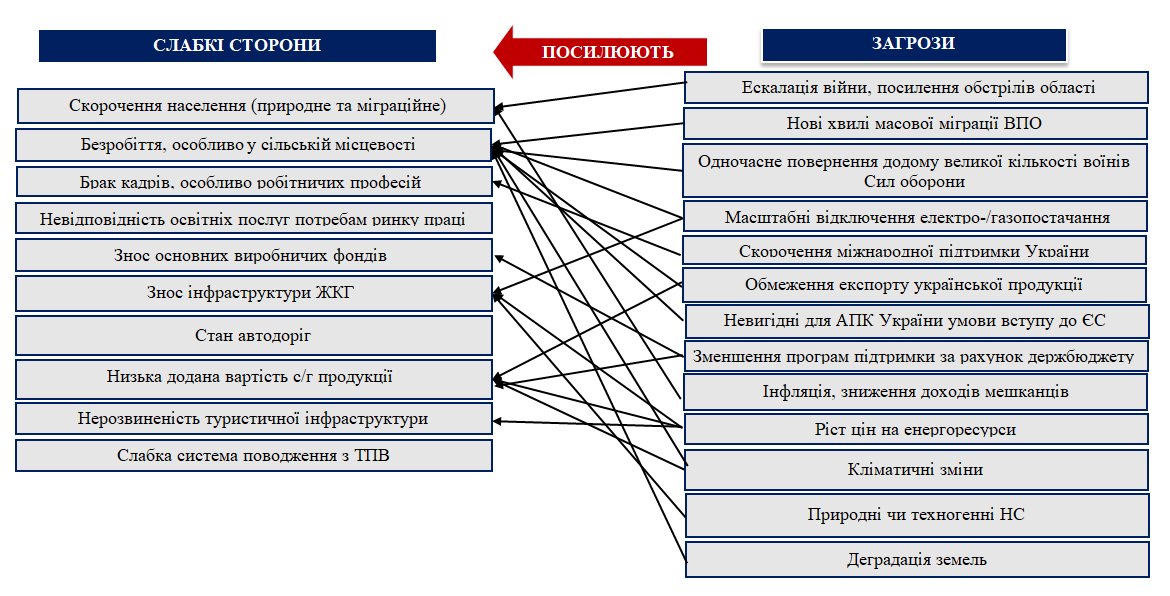 СЛАБКІ СТОРОНИ
ПОСИЛЮЮТЬ
ЗАГРОЗИ
Скорочення населення (природне та міграційне)
Безробіття, особливо у сільській місцевості
Брак кадрів, особливо робітничих професій
Невідповідність освітніх послуг потребам ринку праці
Знос основних виробничих фондів
Знос інфраструктури ЖКГ
Стан автодоріг
Низька додана вартість с/г продукції
Нерозвиненість туристичної інфраструктури
Слабка система поводження з ТПВ
Ескалація війни, посилення обстрілів області
Нові хвилі масової міграції ВПО
Одночасне повернення додому великої кількості воїнів
Сил оборони
Масштабні відключення електро-/газопостачання
Скорочення міжнародної підтримки України
Обмеження експорту української продукції
Невигідні для АПК України умови вступу до ЄС
Зменшення програм підтримки за рахунок держбюджету
Інфляція, зниження доходів мешканців
Ріст цін на енергоресурси
Кліматичні зміни
Природні чи техногенні НС
Деградація земель